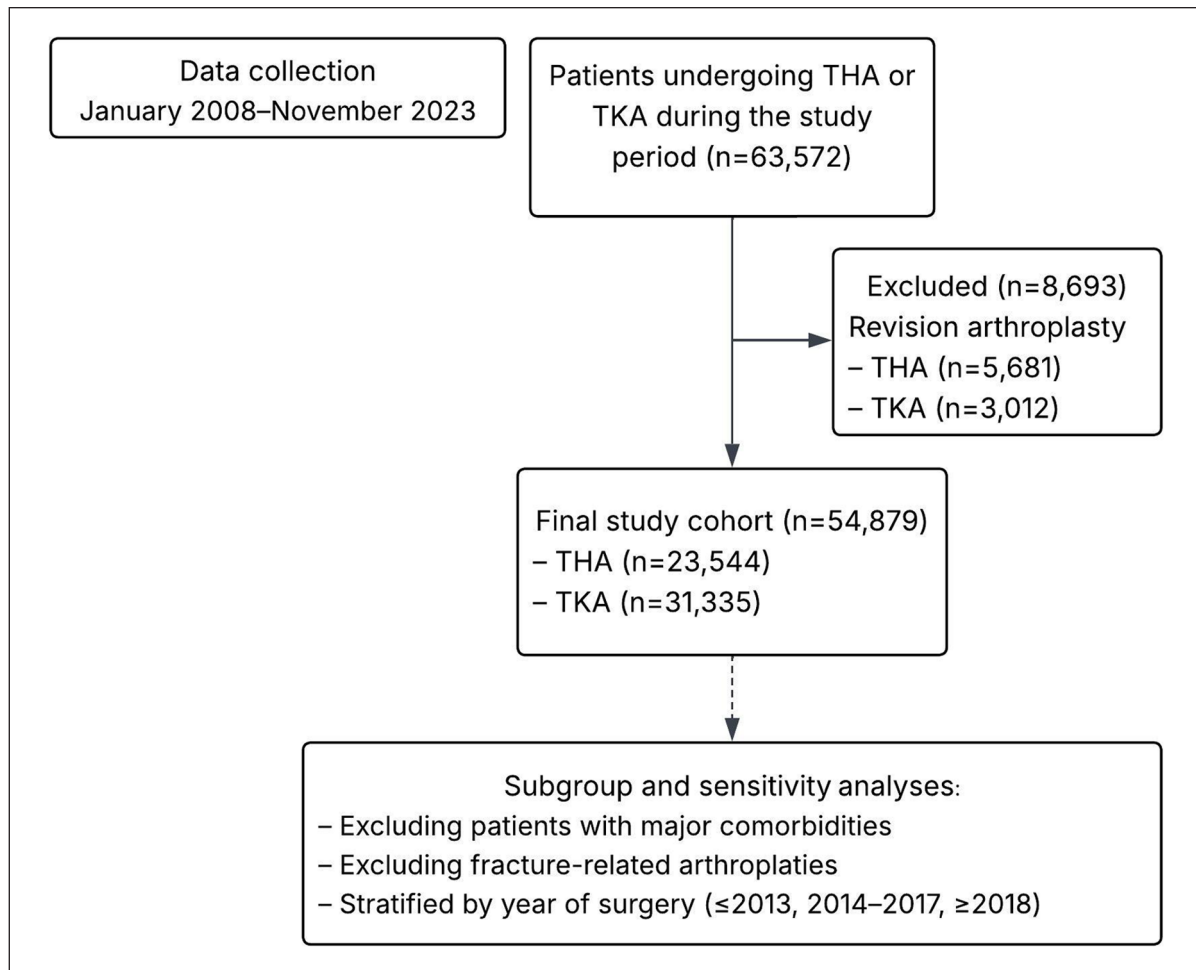 Data collection
January 2008–November 2023
Patients undergoing THA or
TKA during the study
period (n=63,572)
Excluded (n=8,693)
Revision arthroplasty
– THA (n=5,681)
– TKA (n=3,012)
Final study cohort (n=54,879)
– THA (n=23,544)
– TKA (n=31,335)
Subgroup and sensitivity analyses:
– Excluding patients with major comorbidities
– Excluding fracture-related arthroplaties
– Stratified by year of surgery (≤2013, 2014–2017, ≥2018)